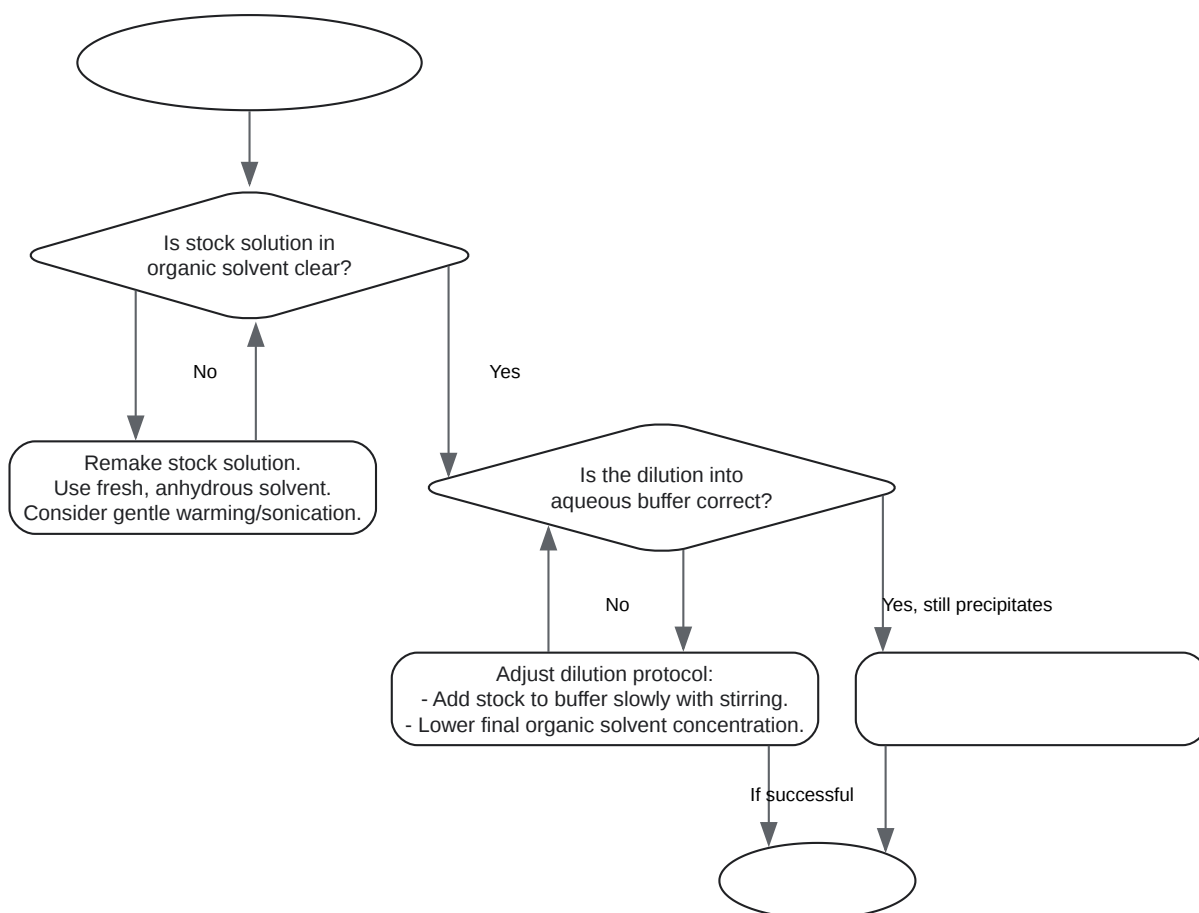 Is stock solution in
organic solvent clear?
No
Yes
Remake stock solution.
Use fresh, anhydrous solvent.
Consider gentle warming/sonication.
Is the dilution into
aqueous buffer correct?
No
Yes, still precipitates
Adjust dilution protocol:
- Add stock to buffer slowly with stirring.
- Lower final organic solvent concentration.
If successful